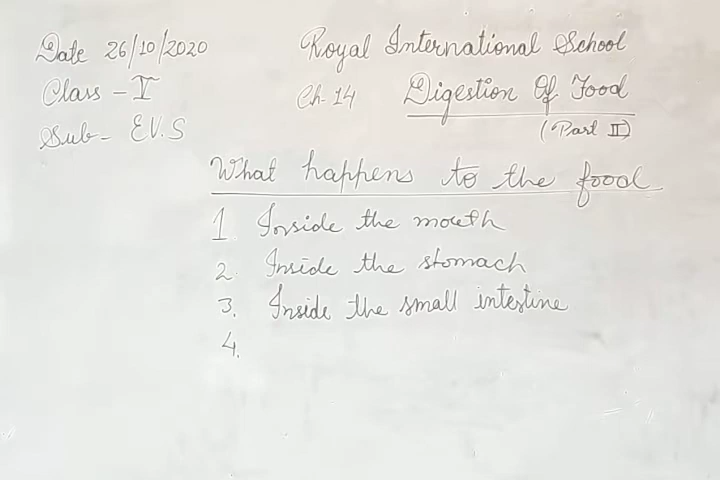 Date 26/10/2020 Royal International School
Class - V Ch. 14 Digestion Of Food
Sub - E.V.S (Part II)
What happens to the food
1 Inside the mouth
2. Inside the stomach
3. Inside the small intestine
4.